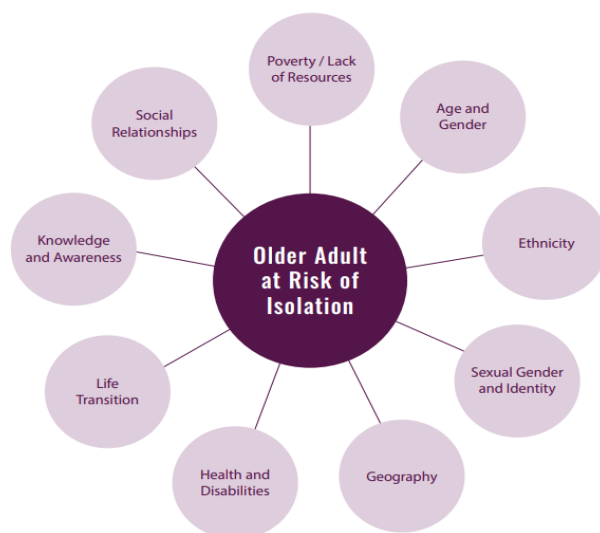 Poverty / Lack
of Resources
Age and
Gender
Ethnicity
Sexual Gender
and Identity
Geography
Health and
Disabilities
Life
Transition
Knowledge
and Awareness
Social
Relationships
Older Adult
at Risk of
Isolation